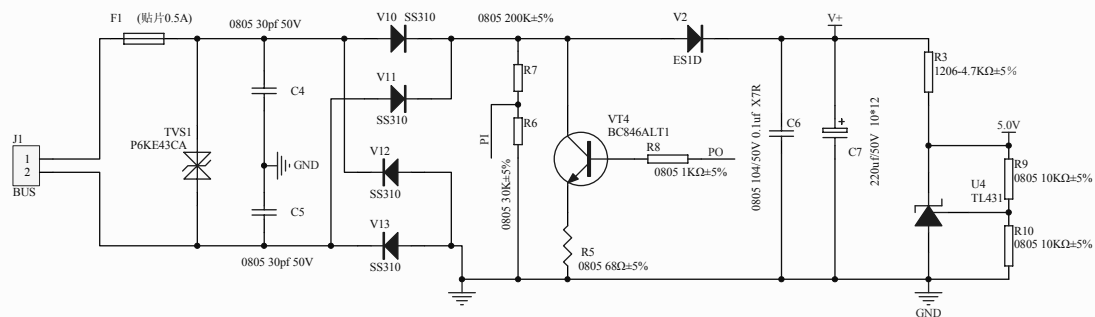 F1 (贴片0.5A)
0805 30pf 50V
V10 SS310
0805 200K±5%
V2
ES1D
V+
R3
1206-4.7KΩ±5%
R7
V11
SS310
C4
PI
R6
0805 30K±5%
VT4
BC846ALT1
R8
PO
0805 1KΩ±5%
0805 104/50V 0.1uf X7R
C6
+
C7
220uf/50V 10*12
5.0V
J1
1
2
BUS
TVS1
P6KE43CA
GND
V12
SS310
R9
0805 10KΩ±5%
U4
TL431
C5
V13
SS310
0805 30pf 50V
R5
0805 68Ω±5%
R10
0805 10KΩ±5%
GND